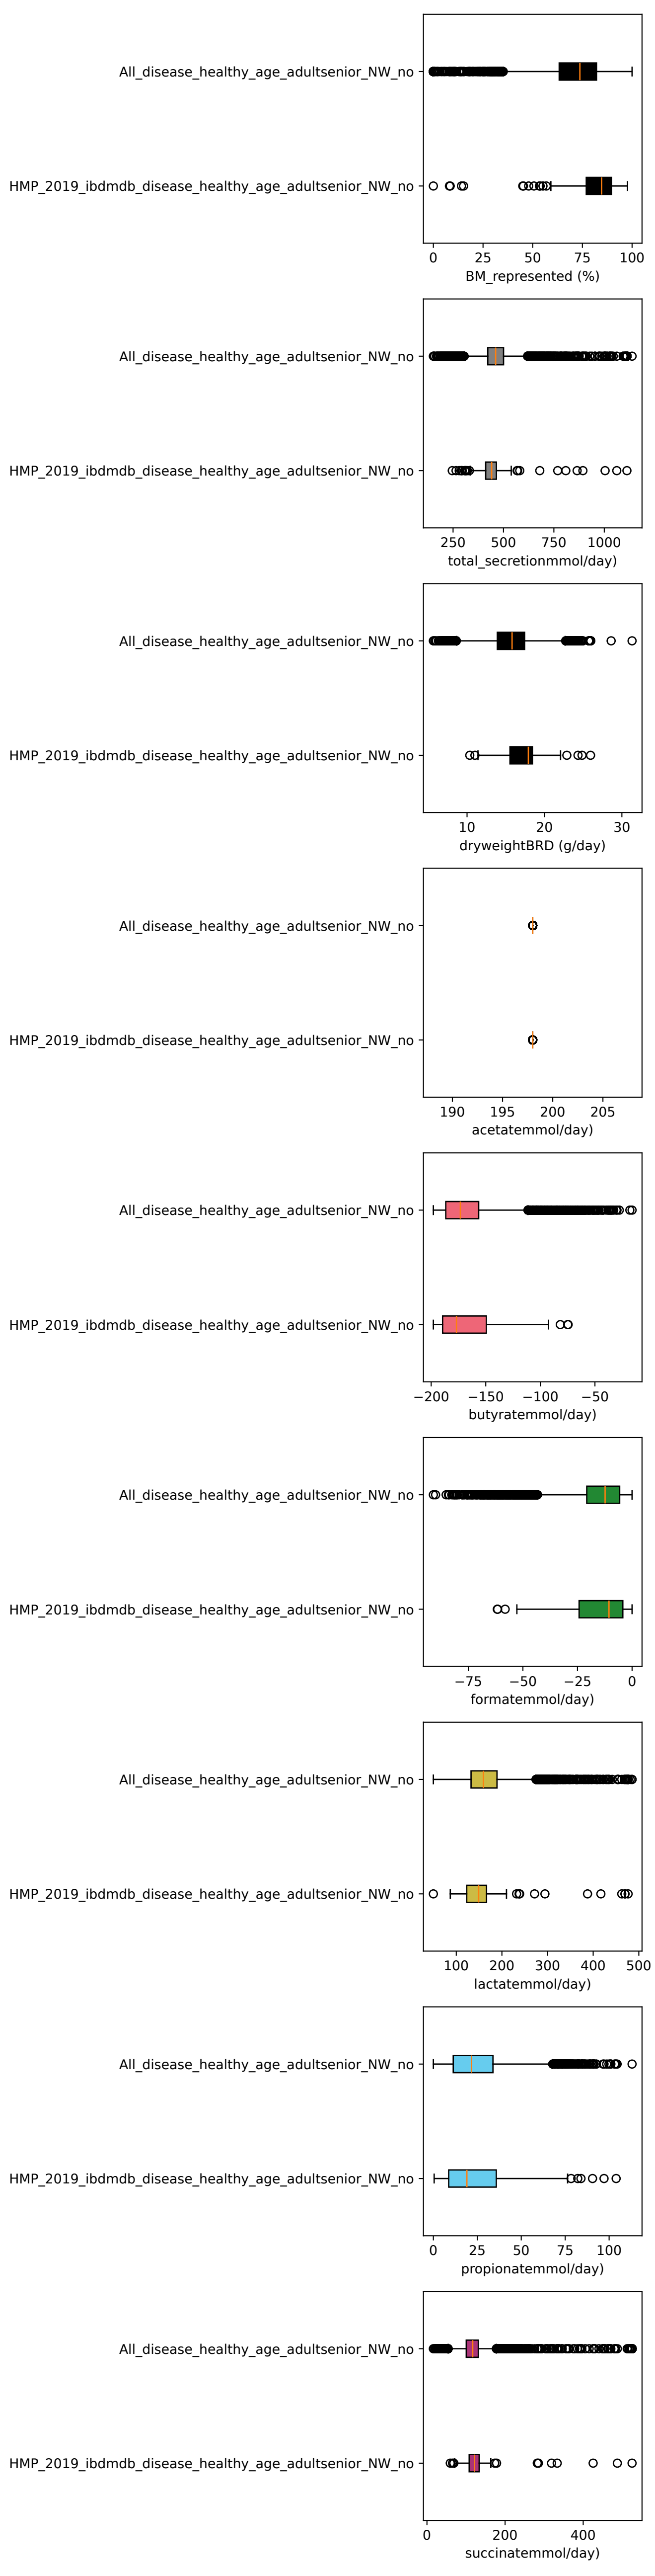 All_disease_healthy_age_adultsenior_NW_no
HMP_2019_ibdmdb_disease_healthy_age_adultsenior_NW_no
0 25 50 75 100
BM_represented (%)
All_disease_healthy_age_adultsenior_NW_no
HMP_2019_ibdmdb_disease_healthy_age_adultsenior_NW_no
250 500 750 1000
total_secretionmmol/day)
All_disease_healthy_age_adultsenior_NW_no
HMP_2019_ibdmdb_disease_healthy_age_adultsenior_NW_no
10 20 30
dryweightBRD (g/day)
All_disease_healthy_age_adultsenior_NW_no
HMP_2019_ibdmdb_disease_healthy_age_adultsenior_NW_no
190 195 200 205
acetatemmol/day)
All_disease_healthy_age_adultsenior_NW_no
HMP_2019_ibdmdb_disease_healthy_age_adultsenior_NW_no
−200 −150 −100 −50
butyratemmol/day)
All_disease_healthy_age_adultsenior_NW_no
HMP_2019_ibdmdb_disease_healthy_age_adultsenior_NW_no
−75 −50 −25 0
formatemmol/day)
All_disease_healthy_age_adultsenior_NW_no
HMP_2019_ibdmdb_disease_healthy_age_adultsenior_NW_no
100 200 300 400 500
lactatemmol/day)
All_disease_healthy_age_adultsenior_NW_no
HMP_2019_ibdmdb_disease_healthy_age_adultsenior_NW_no
0 25 50 75 100
propionatemmol/day)
All_disease_healthy_age_adultsenior_NW_no
HMP_2019_ibdmdb_disease_healthy_age_adultsenior_NW_no
0 200 400
succinatemmol/day)